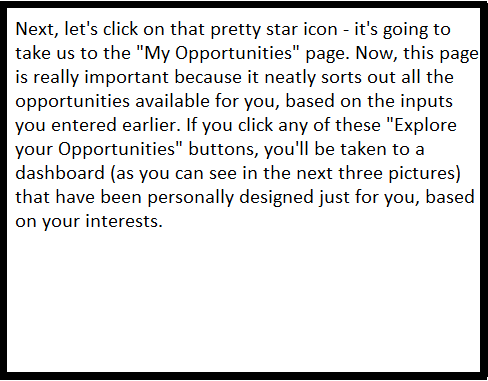 Next, let's click on that pretty star icon - it's going to
take us to the "My Opportunities" page. Now, this page
is really important because it neatly sorts out all the
opportunities available for you, based on the inputs
you entered earlier. If you click any of these "Explore
your Opportunities" buttons, you'll be taken to a
dashboard (as you can see in the next three pictures)
that have been personally designed just for you, based
on your interests.